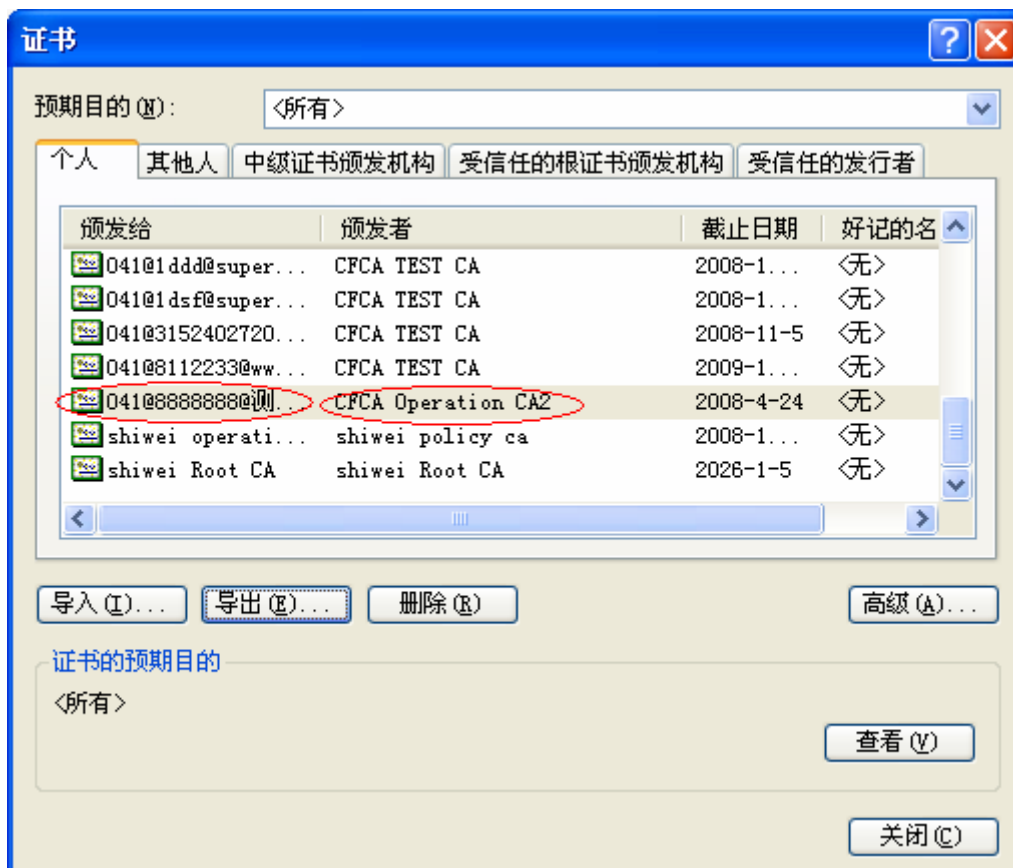 证书
预期目的(N): <所有>
个人 其他人 中级证书颁发机构 受信任的根证书颁发机构 受信任的发行者
颁发给 颁发者 截止日期 好记的名
041@1ddd@super... CFCA TEST CA 2008-1... <无>
041@1dsf@super... CFCA TEST CA 2008-1... <无>
041@3152402720... CFCA TEST CA 2008-11-5 <无>
041@8112233@ww... CFCA TEST CA 2009-1... <无>
041@8888888@测... CFCA Operation CA2 2008-4-24 <无>
shiwei operati... shiwei policy ca 2008-1... <无>
shiwei Root CA shiwei Root CA 2026-1-5 <无>
导入(I)... 导出(E)... 删除(R) 高级(A)...
证书的预期目的
<所有>
查看(V)
关闭(C)